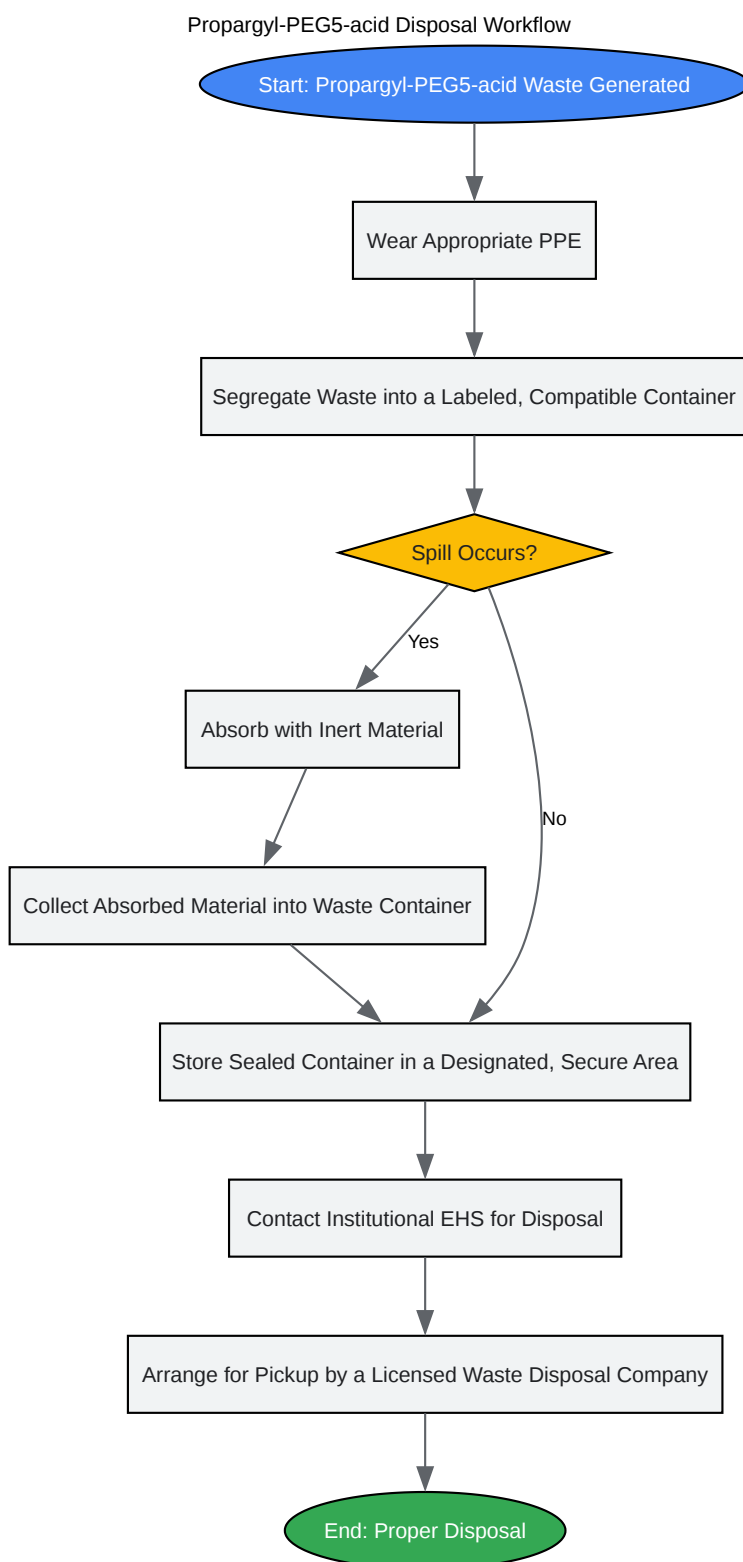 Propargyl-PEG5-acid Disposal Workflow
Start: Propargyl-PEG5-acid Waste Generated
Wear Appropriate PPE
Segregate Waste into a Labeled, Compatible Container
Spill Occurs?
Yes
Absorb with Inert Material
No
Collect Absorbed Material into Waste Container
Store Sealed Container in a Designated, Secure Area
Contact Institutional EHS for Disposal
Arrange for Pickup by a Licensed Waste Disposal Company
End: Proper Disposal